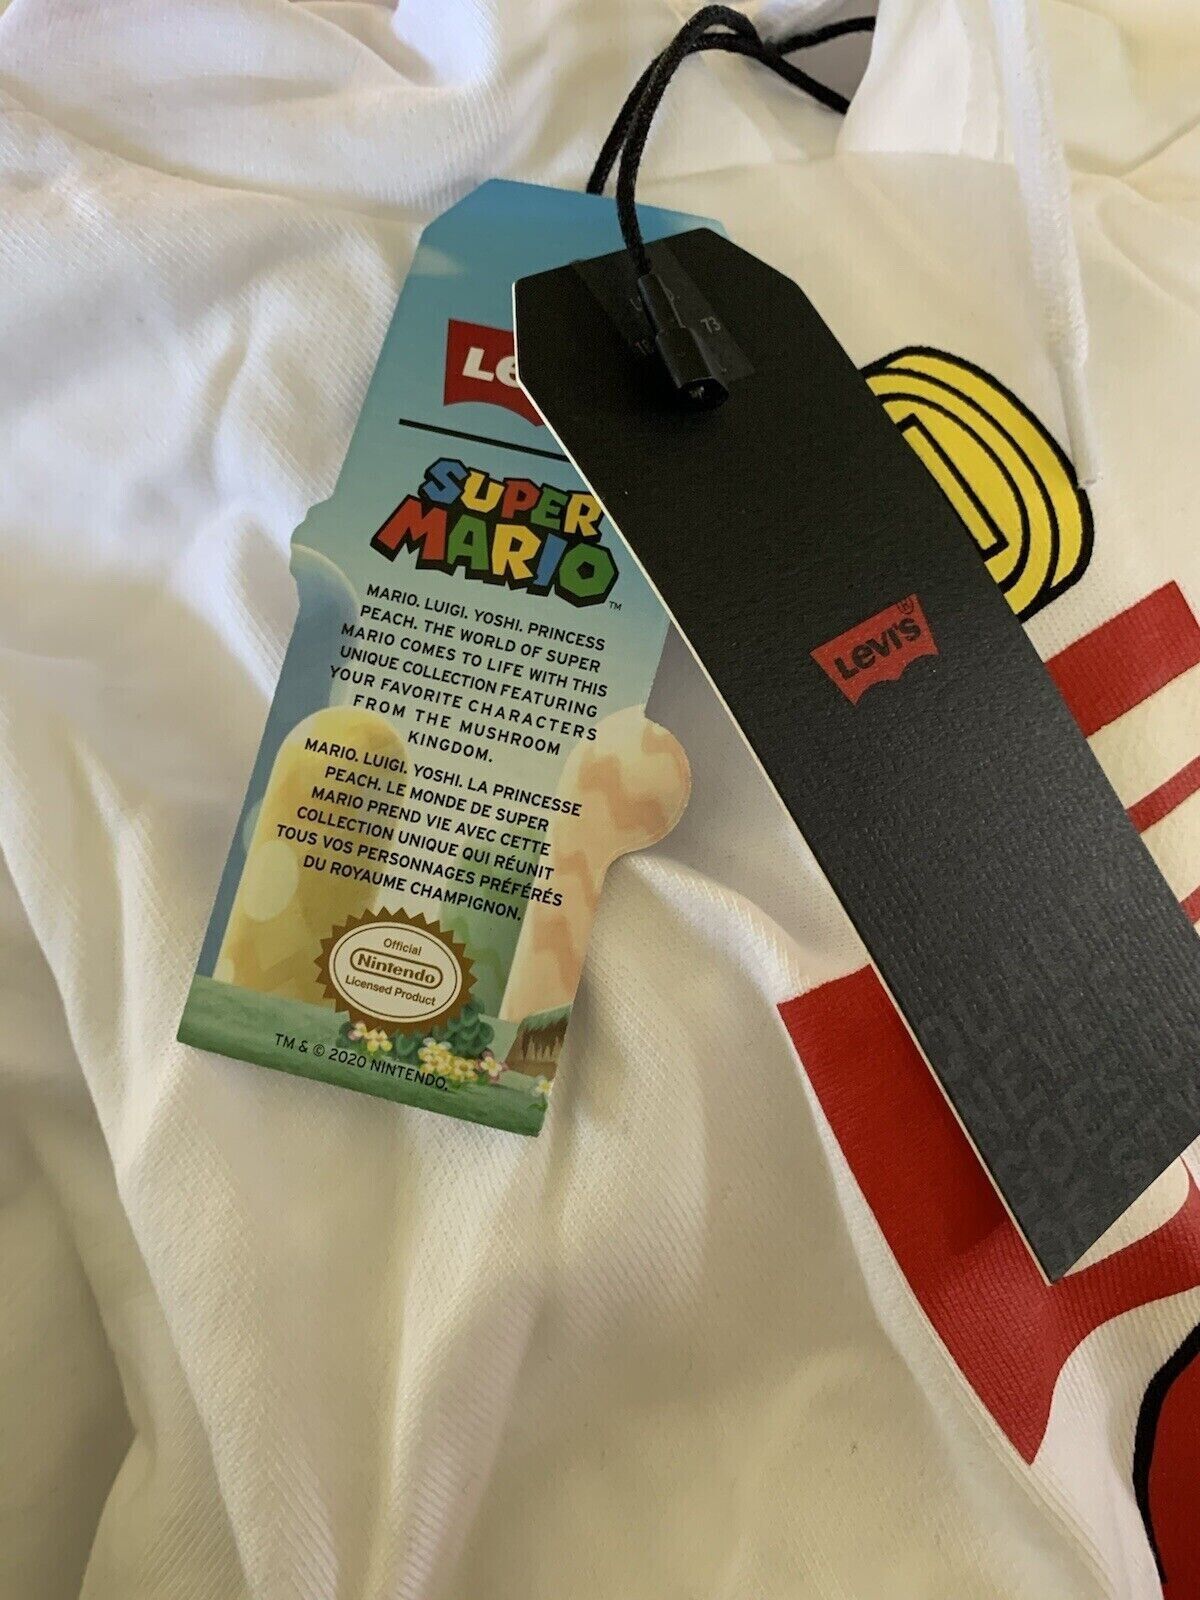 SUPER
MARIO™
MARIO. LUIGI. YOSHI. PRINCESS
PEACH. THE WORLD OF SUPER
MARIO COMES TO LIFE WITH THIS
UNIQUE COLLECTION FEATURING
YOUR FAVORITE CHARACTERS
FROM THE MUSHROOM
KINGDOM.
MARIO. LUIGI. YOSHI. LA PRINCESSE
PEACH. LE MONDE DE SUPER
MARIO PREND VIE AVEC CETTE
COLLECTION UNIQUE QUI RÉUNIT
TOUS VOS PERSONNAGES PRÉFÉRÉS
DU ROYAUME CHAMPIGNON.
Official
Nintendo
Licensed Product
TM & © 2020 NINTENDO.
73
Levi's®